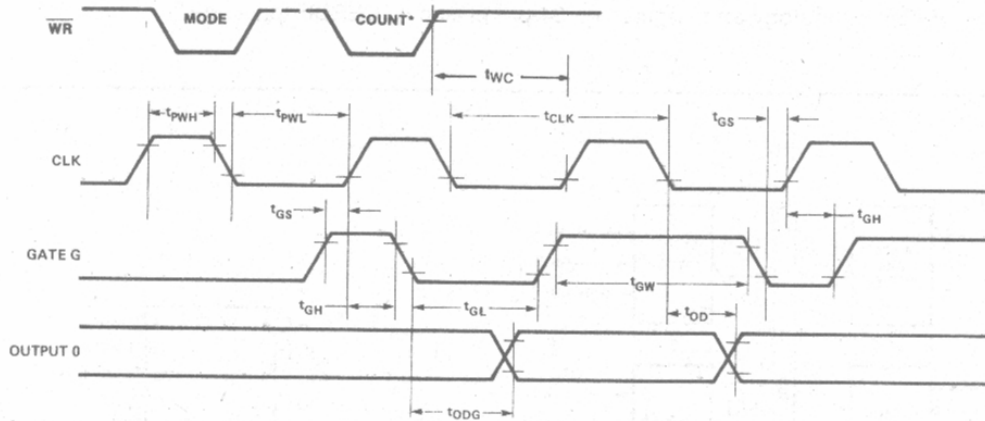 WR MODE COUNT*
tWC
tPWH tPWL tCLK tGS
CLK
tGS tGH
GATE G
tGH tGL tGW tOD
OUTPUT 0
tODG